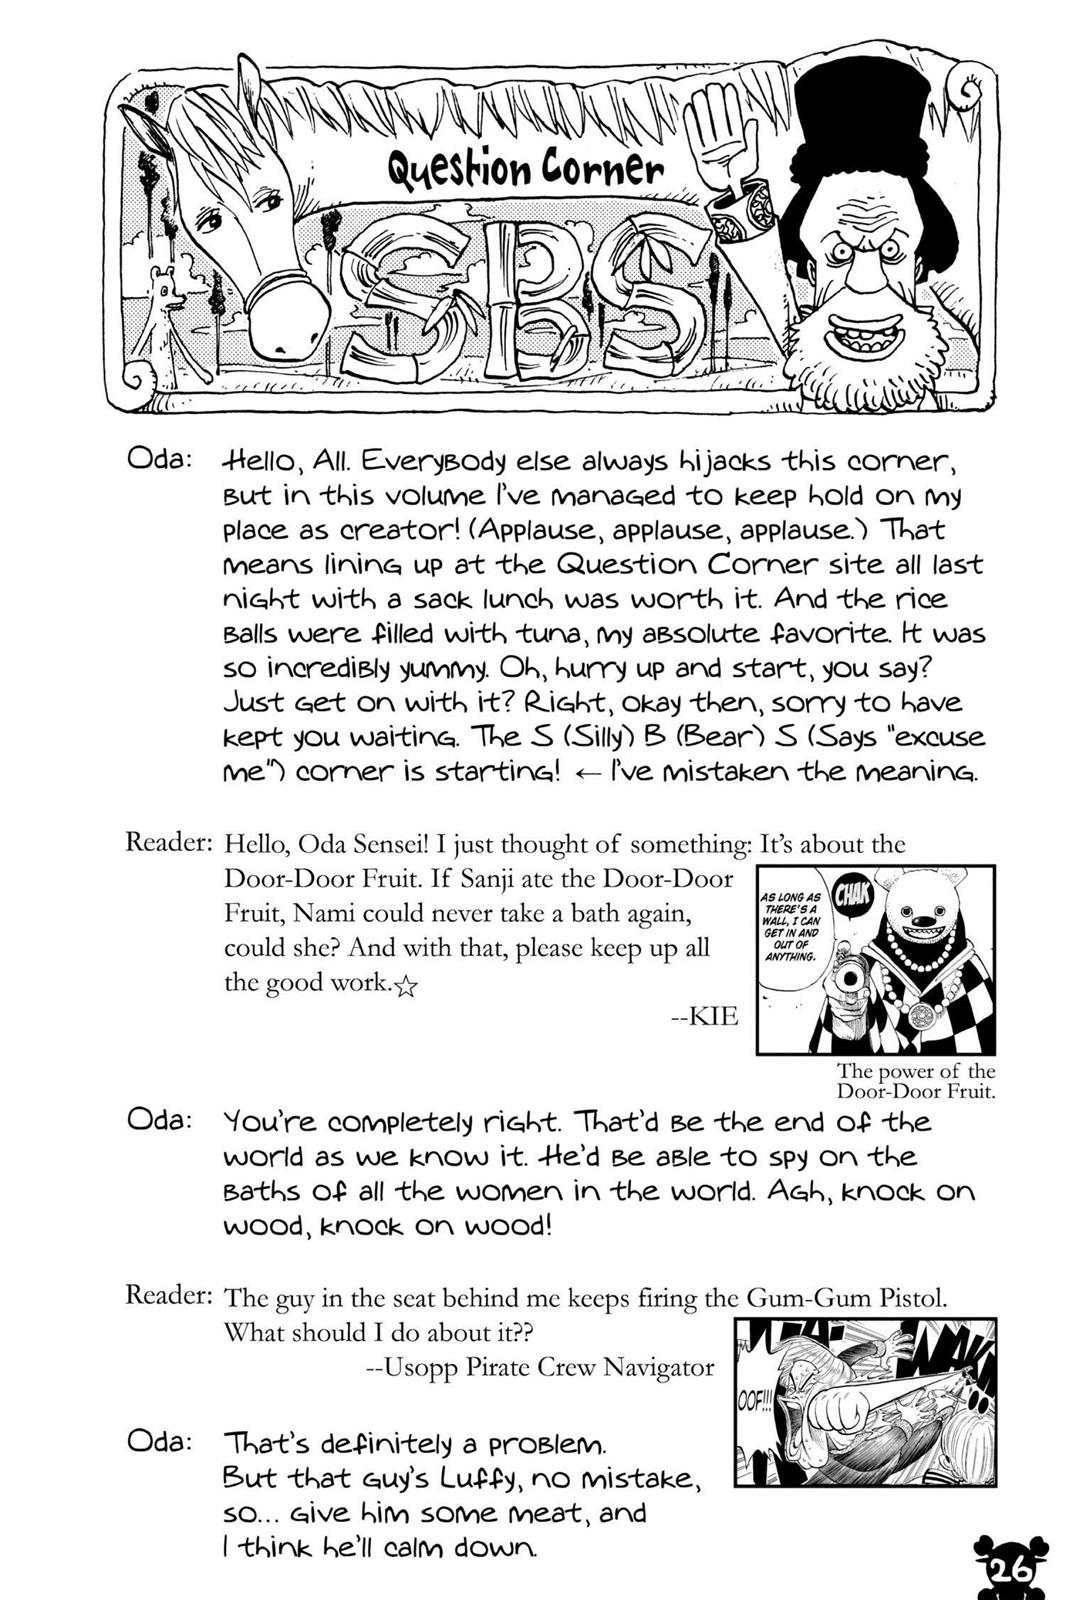 Question Corner
SBS
Oda: Hello, All. Everybody else always hijacks this corner,
but in this volume I've managed to keep hold on my
place as creator! (Applause, applause, applause.) That
means lining up at the Question Corner site all last
night with a sack lunch was worth it. And the rice
balls were filled with tuna, my absolute favorite. It was
so incredibly yummy. Oh, hurry up and start, you say?
Just get on with it? Right, okay then, sorry to have
kept you waiting. The S (Silly) B (Bear) S (Says "excuse
me") corner is starting! ← I've mistaken the meaning.
Reader: Hello, Oda Sensei! I just thought of something: It's about the
Door-Door Fruit. If Sanji ate the Door-Door
Fruit, Nami could never take a bath again,
could she? And with that, please keep up all
the good work.☆
--KIE
AS LONG AS
THERE'S A
WALL, I CAN
GET IN AND
OUT OF
ANYTHING.
CHAK
The power of the
Door-Door Fruit.
Oda: You're completely right. That'd be the end of the
world as we know it. He'd be able to spy on the
baths of all the women in the world. Agh, knock on
wood, knock on wood!
Reader: The guy in the seat behind me keeps firing the Gum-Gum Pistol.
What should I do about it??
--Usopp Pirate Crew Navigator
OOF!!!
Oda: That's definitely a problem.
But that guy's Luffy, no mistake,
so... give him some meat, and
I think he'll calm down.
26